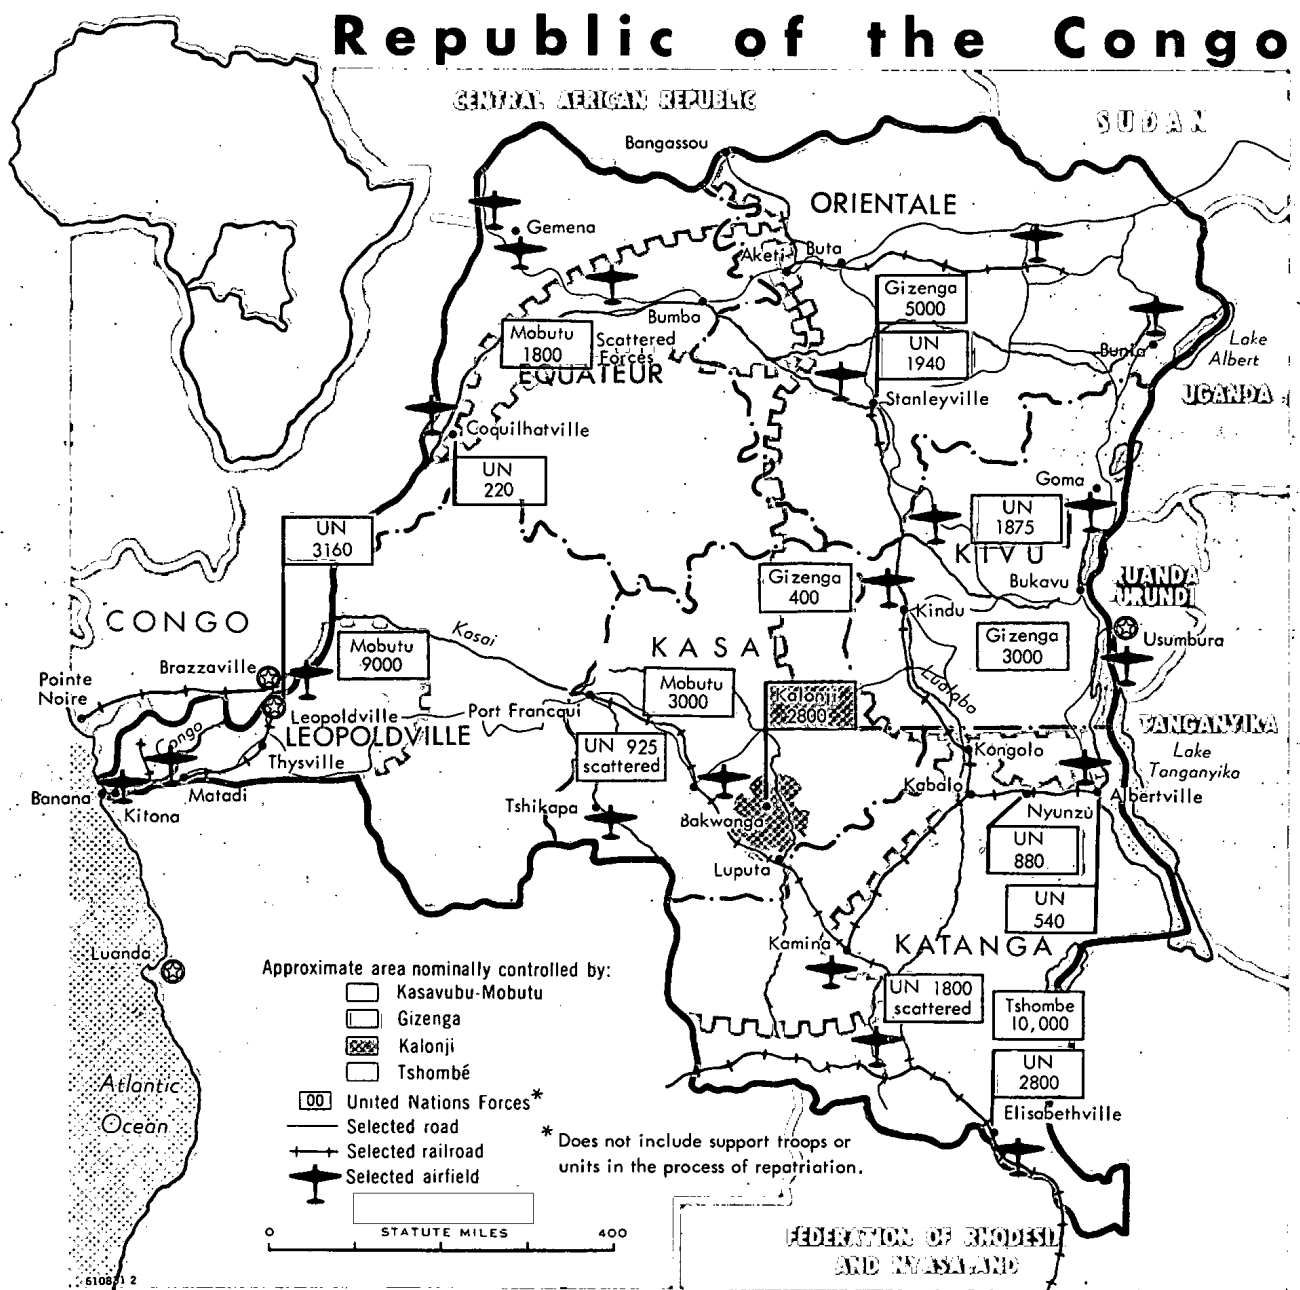 Republic of the Congo
CENTRAL AFRICAN REPUBLIC
SUDAN
Bangassou
ORIENTALE
Gemena
Aketi
Buta
Gizenga
5000
Bumba
Mobutu
1800
Scattered
Forces
EQUATEUR
UN
1940
Bunia
Lake
Albert
UGANDA
Stanleyville
Coquilhatville
UN
220
Goma
UN
1875
KIVU
UN
3160
Gizenga
400
Bukavu
RUANDA
URUNDI
CONGO
Kindu
Usumbura
Kasai
KASAI
Mobutu
9000
Gizenga
3000
Brazzaville
Pointe
Noire
Mobutu
3000
Kalonji
2800
Lualaba
Port Francqui
Leopoldville
LEOPOLDVILLE
Congo
TANGANYIKA
Lake
Tanganyika
UN 925
scattered
Kongolo
Thysville
Kabalo
Banana
Matadi
Kitona
Tshikapa
Bakwanga
Albertville
Nyunzu
UN
880
Luputa
UN
540
Kamina
KATANGA
Luanda
UN 1800
scattered
Tshombe
10,000
UN
2800
Elisabethville
Atlantic
Ocean
Approximate area nominally controlled by:
Kasavubu-Mobutu
Gizenga
Kalonji
Tshombé
00 United Nations Forces*
Selected road
Selected railroad
Selected airfield
* Does not include support troops or
units in the process of repatriation.
0 STATUTE MILES 400
FEDERATION OF RHODESIA
AND NYASALAND